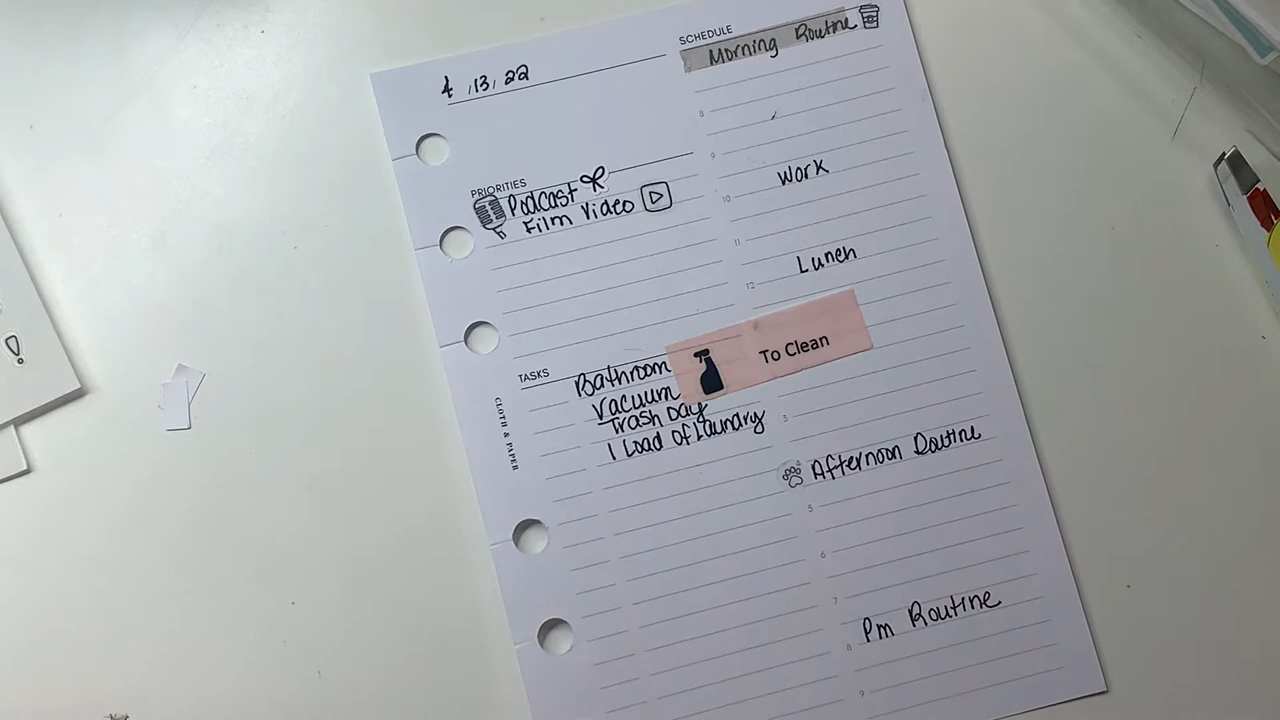 4 ,13, 22
PRIORITIES
Podcast
Film Video
TASKS
Bathroom
Vacuum
Trash Day
1 Load Of Laundry
CLOTH & PAPER
To Clean
SCHEDULE
Morning Routine
8
9
Work
10
11
Lunch
12
3
Afternoon Routine
5
6
7
Pm Routine
8
9
!